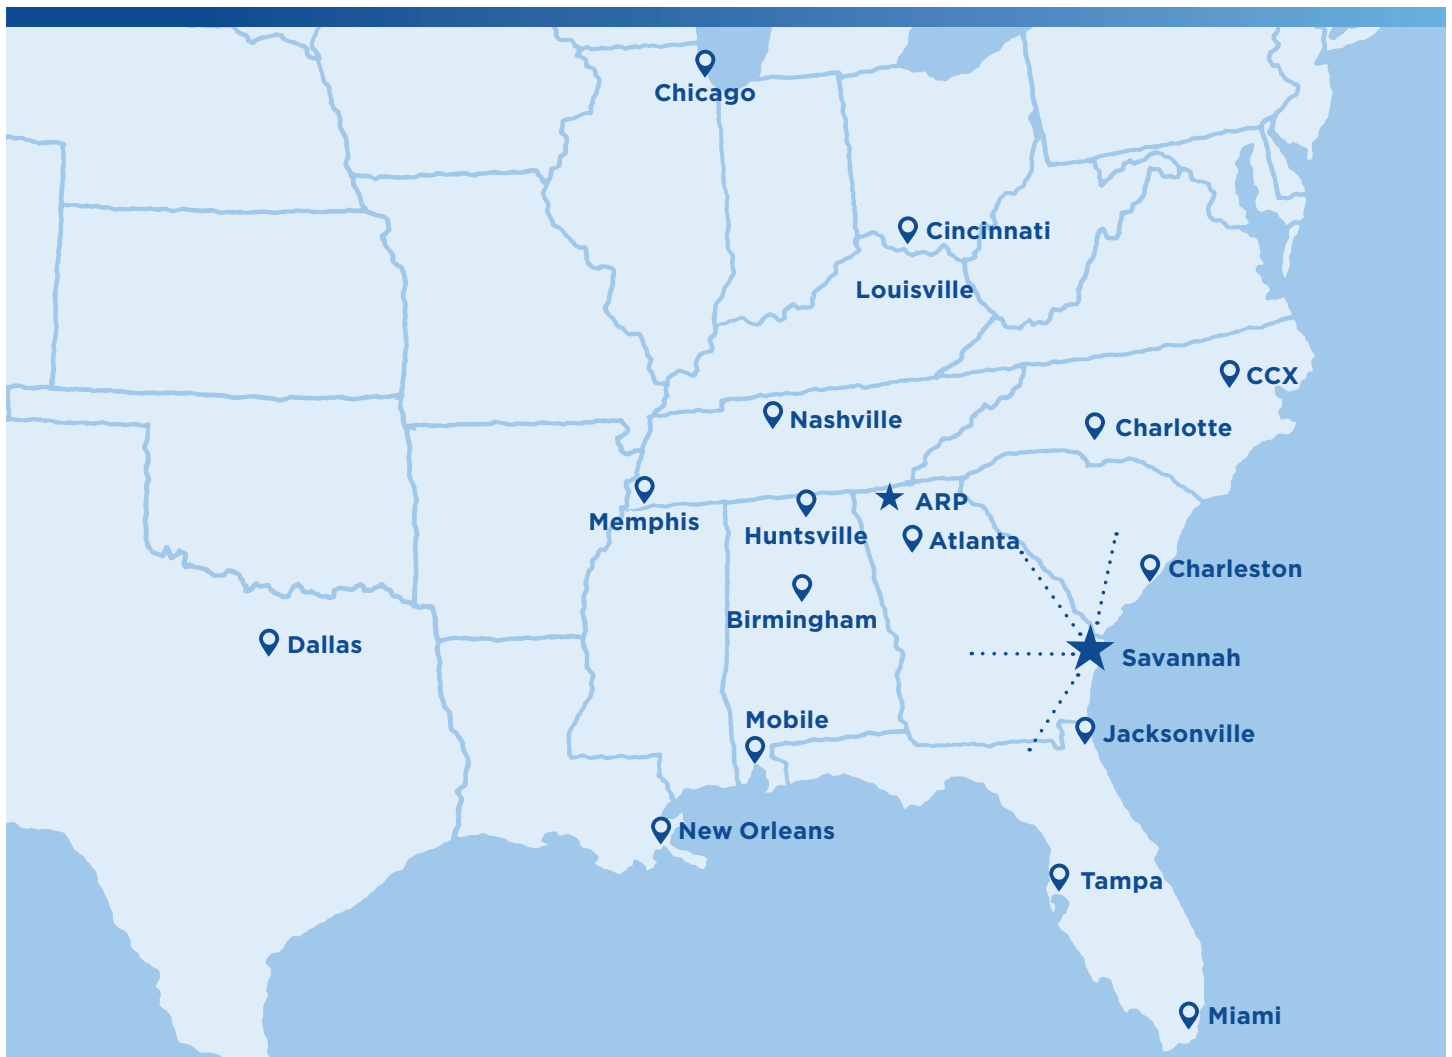 Chicago
Cincinnati
Louisville
CCX
Nashville
Charlotte
Memphis
ARP
Huntsville
Atlanta
Charleston
Birmingham
Dallas
Savannah
Mobile
Jacksonville
New Orleans
Tampa
Miami